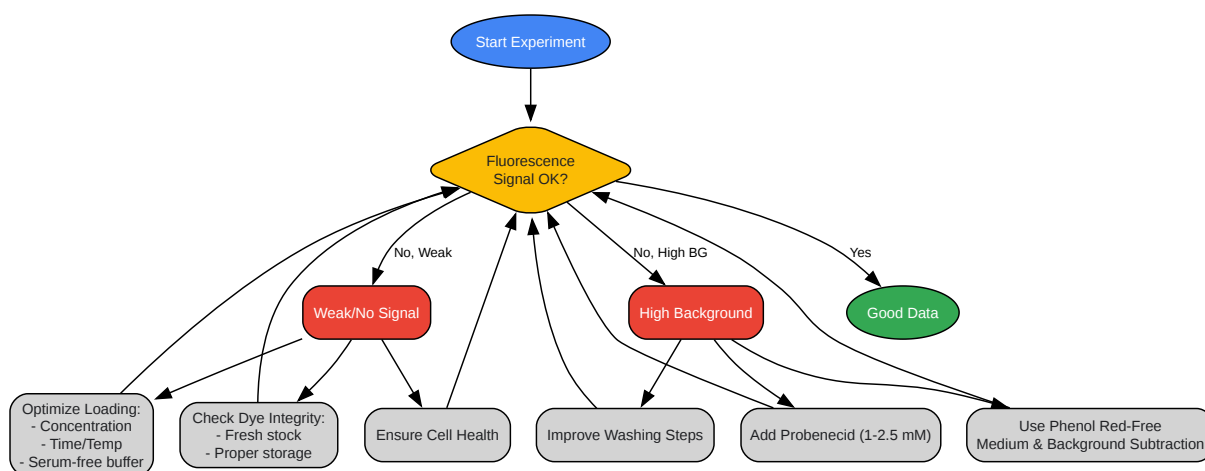 Start Experiment
Fluorescence
Signal OK?
No, Weak
No, High BG
Yes
Weak/No Signal
High Background
Good Data
Optimize Loading:
- Concentration
- Time/Temp
- Serum-free buffer
Check Dye Integrity:
- Fresh stock
- Proper storage
Ensure Cell Health
Improve Washing Steps
Add Probenecid (1-2.5 mM)
Use Phenol Red-Free
Medium & Background Subtraction